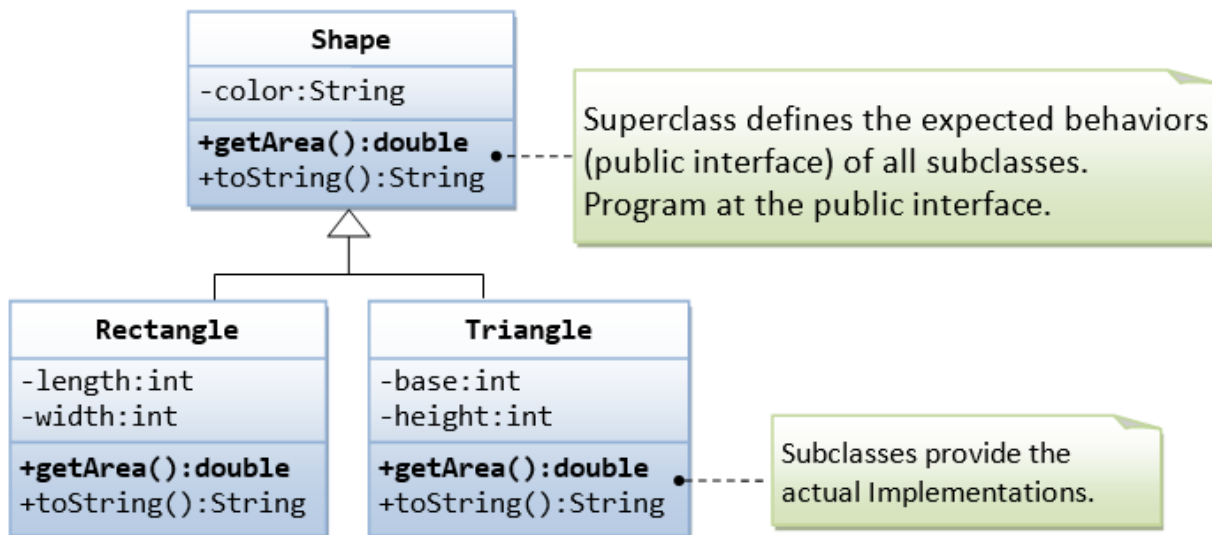 Shape
-color:String
+getArea():double
+toString():String
Superclass defines the expected behaviors
(public interface) of all subclasses.
Program at the public interface.
Rectangle
-length:int
-width:int
+getArea():double
+toString():String
Triangle
-base:int
-height:int
+getArea():double
+toString():String
Subclasses provide the
actual Implementations.